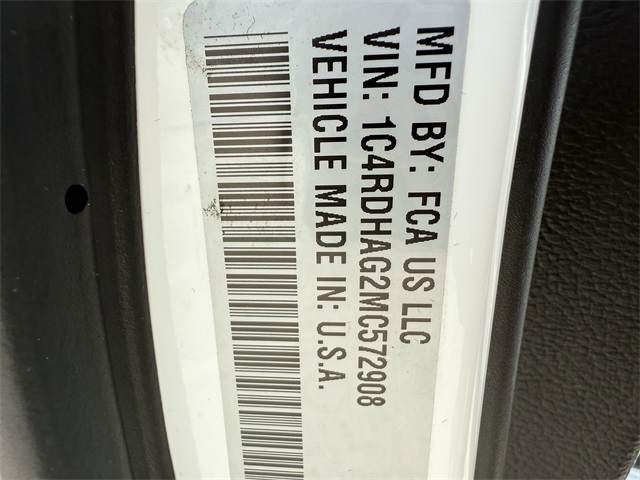 MFD BY: FCA US LLC
VIN: 1C4RDHAG2MC572908
VEHICLE MADE IN: U.S.A.